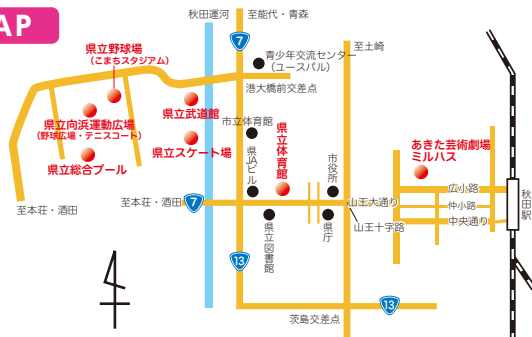 AP
秋田運河
至能代・青森
7
県立野球場
(こまちスタジアム)
青少年交流センター
(ユースパル)
至土崎
港大橋前交差点
県立向浜運動広場
(野球広場・テニスコート)
県立武道館
市立体育館
県立体育館
県立スケート場
県立総合プール
県JAビル
市役所
あきた芸術劇場
ミルハス
広小路
至本荘・酒田
至本荘・酒田
7
山王大通り
仲小路
中央通り
秋田駅
県立図書館
県庁
山王十字路
13
13
茨島交差点